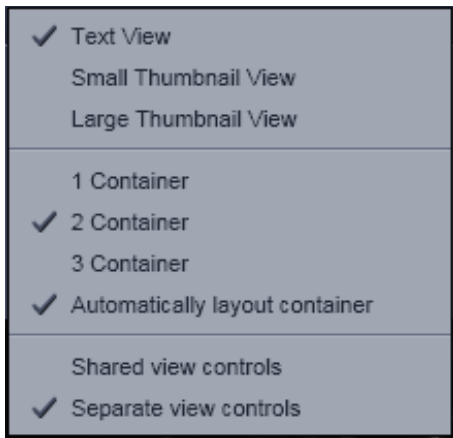 Text View
Small Thumbnail View
Large Thumbnail View
1 Container
2 Container
3 Container
Automatically layout container
Shared view controls
Separate view controls